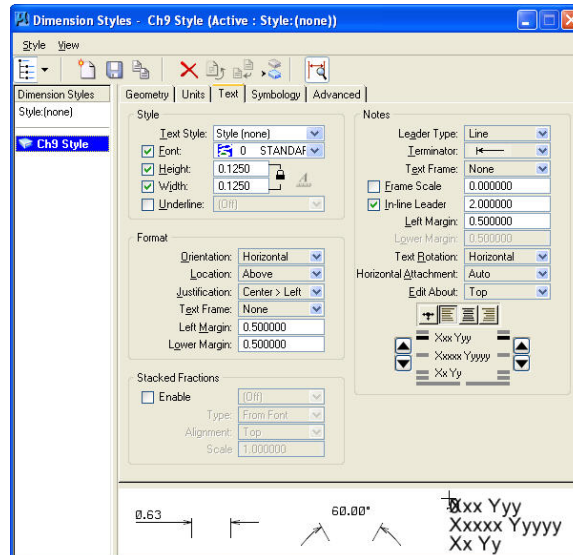 Dimension Styles - Ch9 Style (Active : Style:(none))
Style View
Dimension Styles
Style:(none)
Ch9 Style
Geometry Units Text Symbology Advanced
Style
Text Style: Style (none)
Font: 0 STANDAR
Height: 0.1250
Width: 0.1250
Underline: (Off)
Format
Orientation: Horizontal
Location: Above
Justification: Center > Left
Text Frame: None
Left Margin: 0.500000
Lower Margin: 0.500000
Stacked Fractions
Enable (Off)
Type: From Font
Alignment: Top
Scale 1.000000
Notes
Leader Type: Line
Terminator:
Text Frame: None
Frame Scale 0.000000
In-line Leader 2.000000
Left Margin: 0.500000
Lower Margin: 0.500000
Text Rotation: Horizontal
Horizontal Attachment: Auto
Edit About: Top
Xxx Yyy
Xxxxx Yyyyy
Xx Yy
0.63
60.00°
Xxx Yyy
Xxxxx Yyyyy
Xx Yy